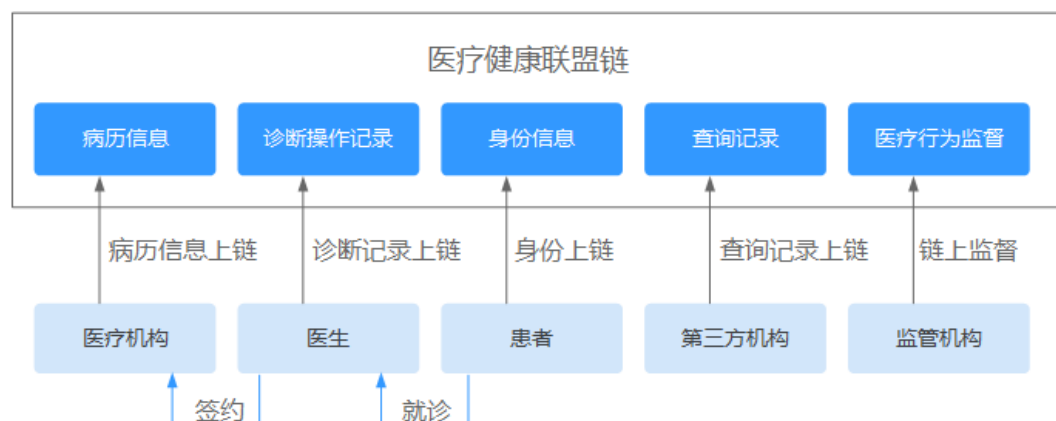 医疗健康联盟链
病历信息 诊断操作记录 身份信息 查询记录 医疗行为监督
病历信息上链 诊断记录上链 身份上链 查询记录上链 链上监督
医疗机构 医生 患者 第三方机构 监管机构
签约 就诊